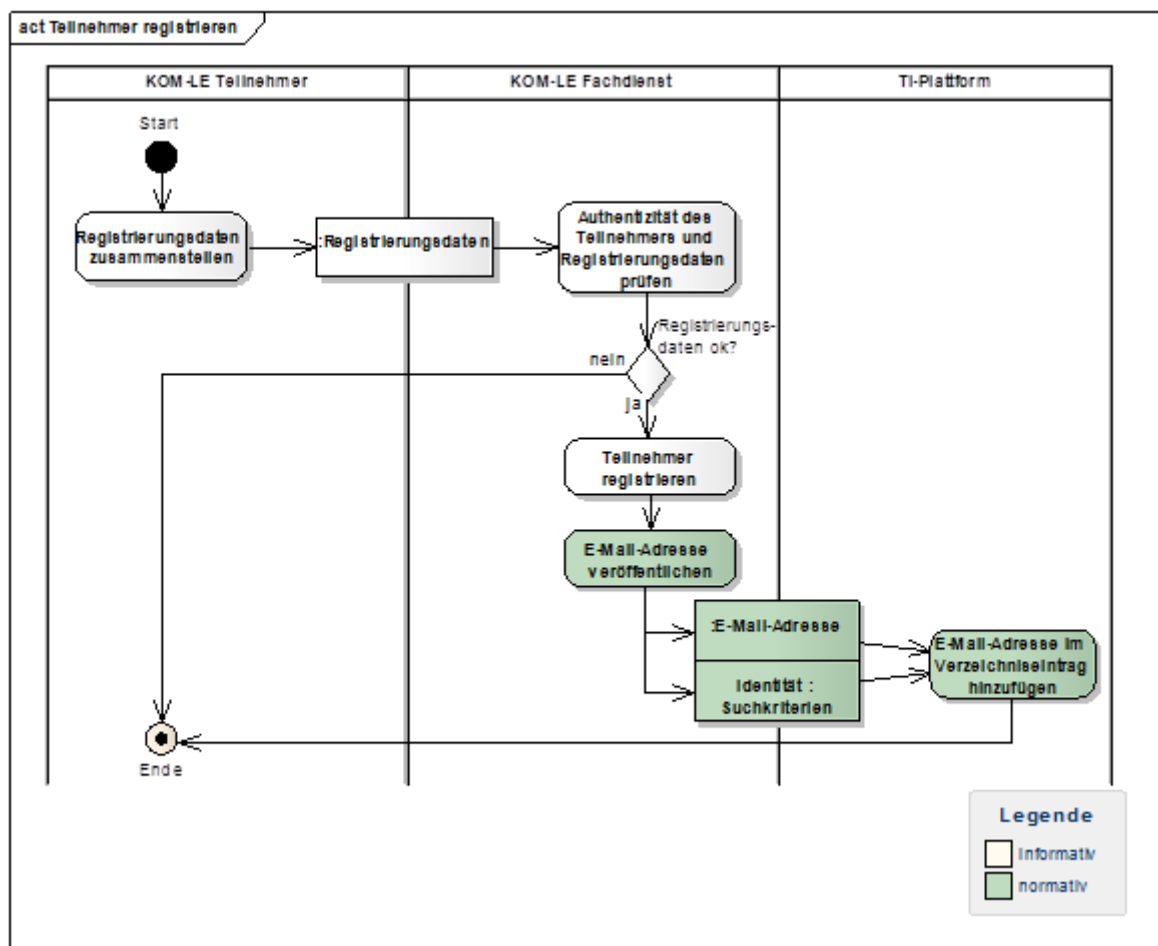 act Teilnehmer registrieren
KOM-LE Teilnehmer
KOM-LE Fachdienst
TI-Plattform
Start
Registrierungsdaten
zusammenstellen
:Registrierungsdaten
Authentizität des
Teilnehmers und
Registrierungsdaten
prüfen
Registrierungs-
daten ok?
nein
ja
Teilnehmer
registrieren
E-Mail-Adresse
veröffentlichen
:E-Mail-Adresse
Identität :
Suchkriterien
E-Mail-Adresse im
Verzeichniseintrag
hinzufügen
Ende
Legende
informativ
normativ